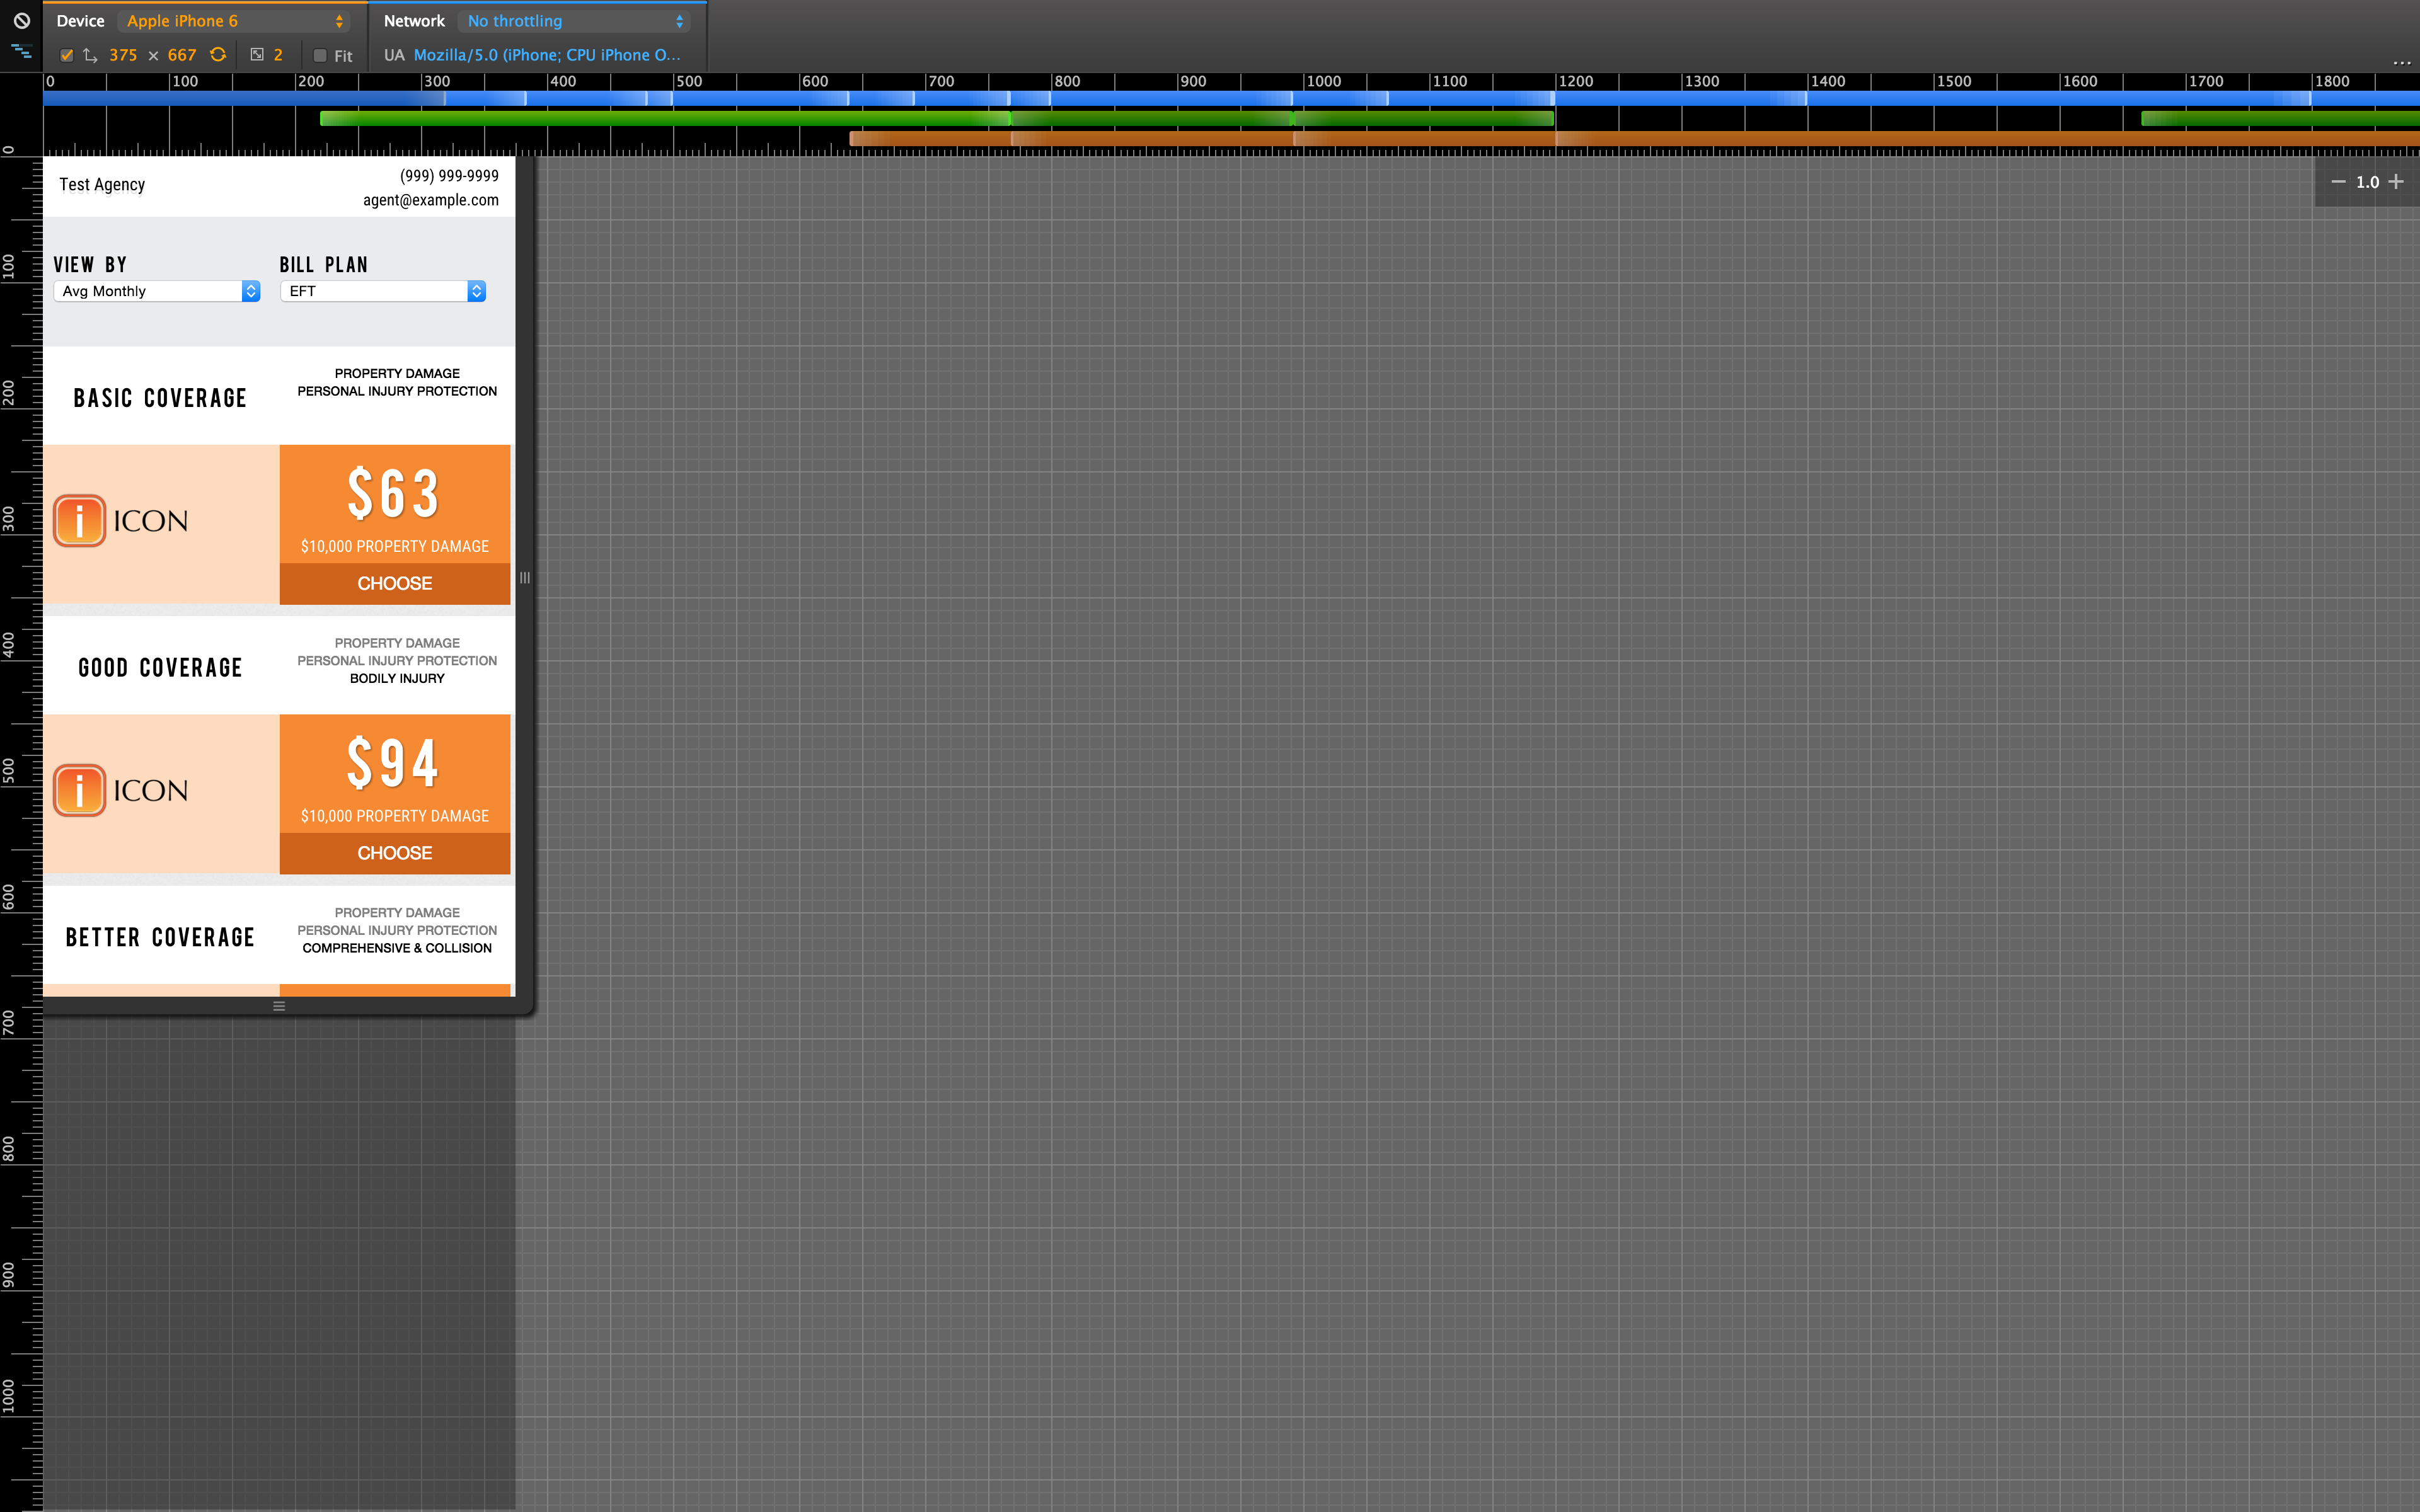 Device Apple iPhone 6 Network No throttling
375 × 667 2 Fit UA Mozilla/5.0 (iPhone; CPU iPhone O...
0 100 200 300 400 500 600 700 800 900 1000 1100 1200 1300 1400 1500 1600 1700 1800
0
100
200
300
400
500
600
700
800
900
1000
1.0
Test Agency
(999) 999-9999
agent@example.com
VIEW BY BILL PLAN
Avg Monthly EFT
BASIC COVERAGE
PROPERTY DAMAGE
PERSONAL INJURY PROTECTION
i ICON
$63
$10,000 PROPERTY DAMAGE
CHOOSE
GOOD COVERAGE
PROPERTY DAMAGE
PERSONAL INJURY PROTECTION
BODILY INJURY
i ICON
$94
$10,000 PROPERTY DAMAGE
CHOOSE
BETTER COVERAGE
PROPERTY DAMAGE
PERSONAL INJURY PROTECTION
COMPREHENSIVE & COLLISION